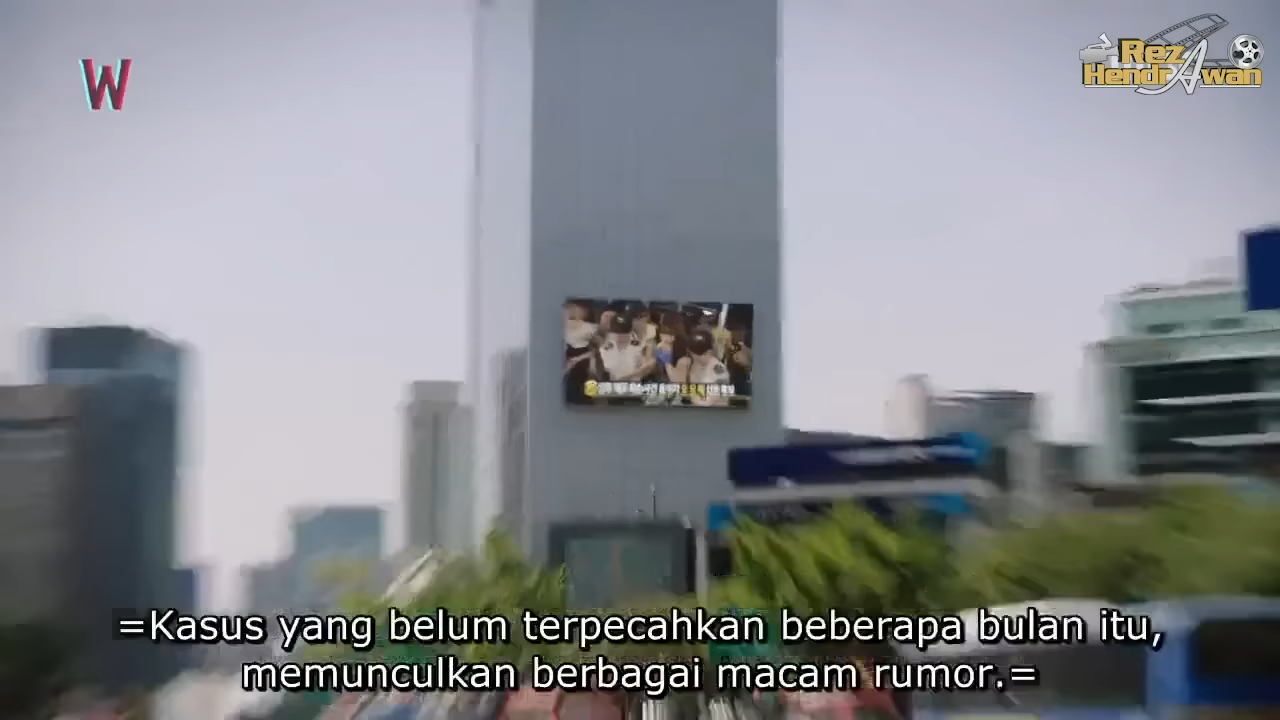 W
Rez
HendrAwan
=Kasus yang belum terpecahkan beberapa bulan itu,
memunculkan berbagai macam rumor.=